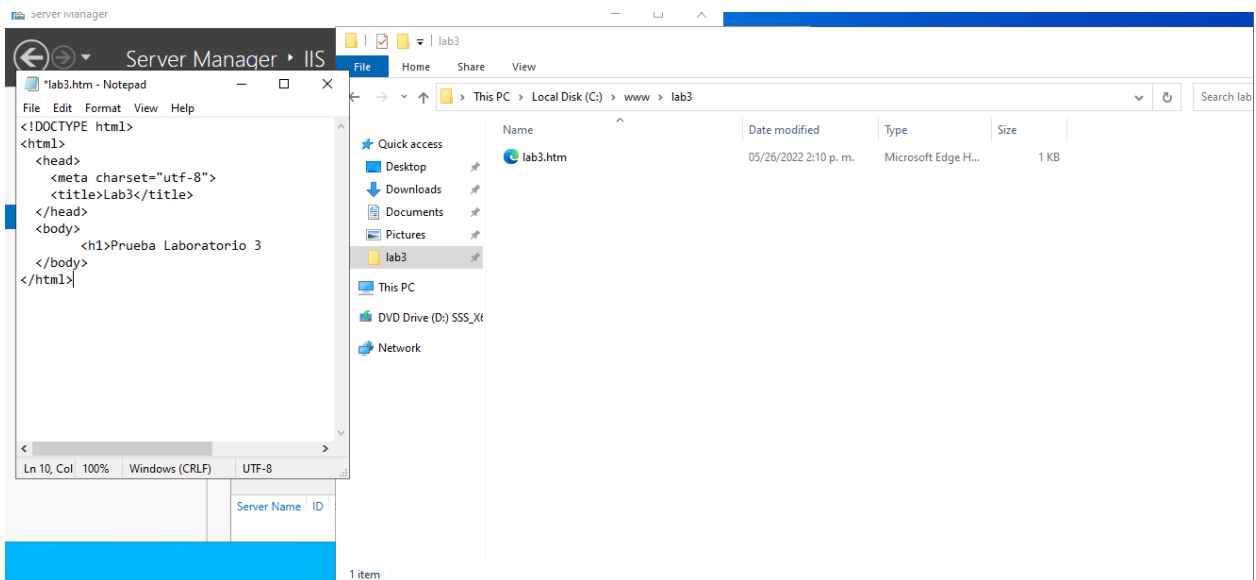 Server Manager
Server Manager ‣ IIS
*lab3.htm - Notepad
File Edit Format View Help
<!DOCTYPE html>
<html>
<head>
<meta charset="utf-8">
<title>Lab3</title>
</head>
<body>
<h1>Prueba Laboratorio 3
</body>
</html>
Ln 10, Col 100% Windows (CRLF) UTF-8
Server Name ID
lab3
File Home Share View
This PC > Local Disk (C:) > www > lab3
Search lab
Name Date modified Type Size
lab3.htm 05/26/2022 2:10 p. m. Microsoft Edge H... 1 KB
Quick access
Desktop
Downloads
Documents
Pictures
lab3
This PC
DVD Drive (D:)
Network
1 item